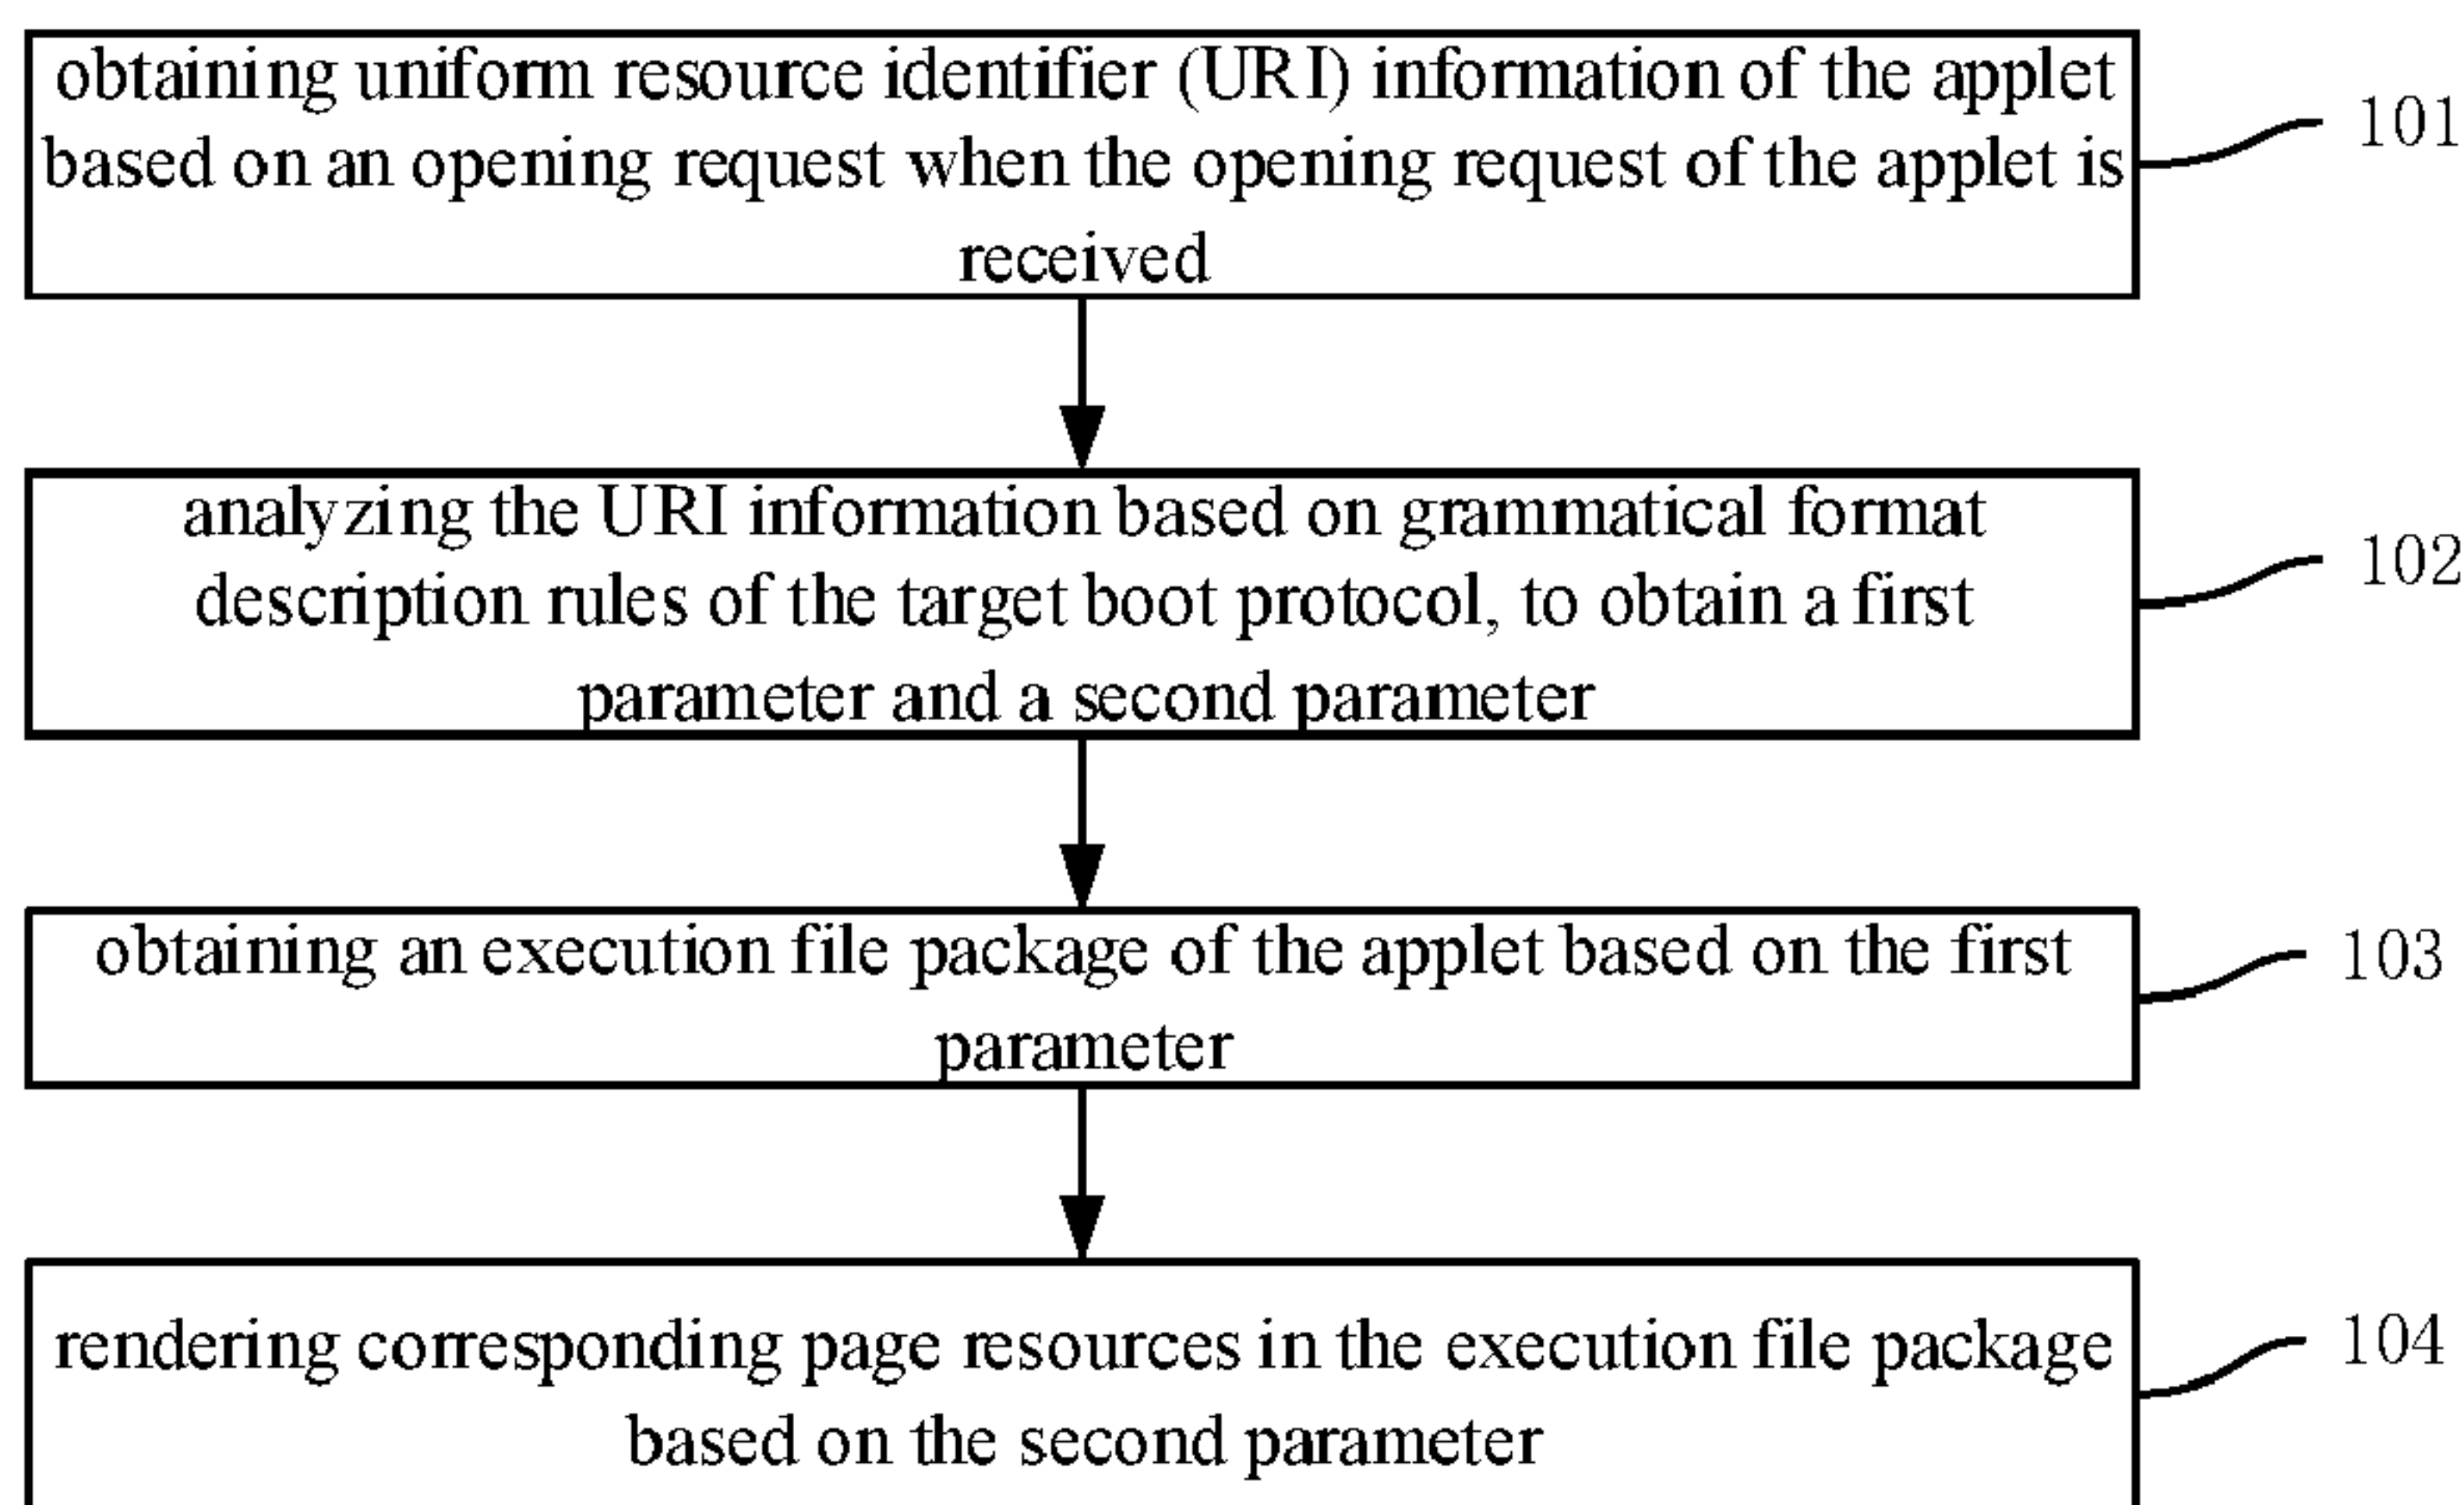 obtaining uniform resource identifier (URI) information of the applet
based on an opening request when the opening request of the applet is
received
101
analyzing the URI information based on grammatical format
description rules of the target boot protocol, to obtain a first
parameter and a second parameter
102
obtaining an execution file package of the applet based on the first
parameter
103
rendering corresponding page resources in the execution file package
based on the second parameter
104